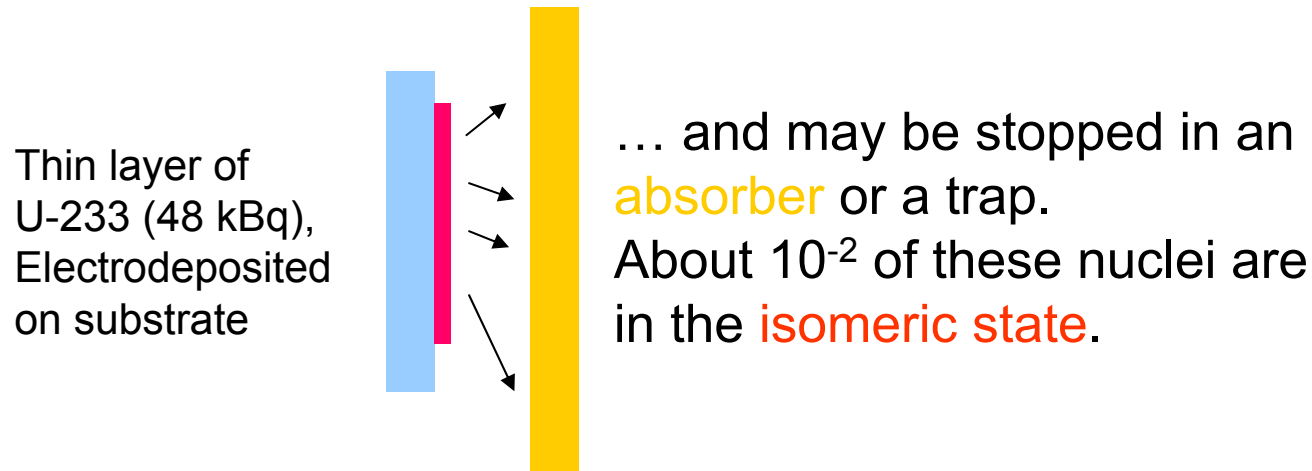 Thin layer of
U-233 (48 kBq),
Electrodeposited
on substrate
… and may be stopped in an
absorber or a trap.
About 10⁻² of these nuclei are
in the isomeric state.